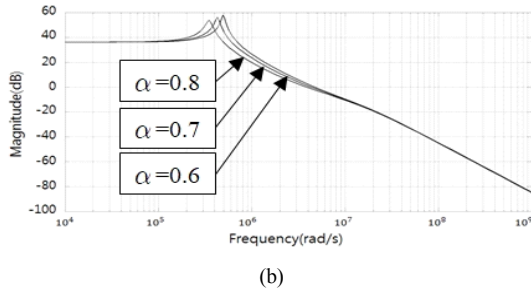 60
40
20
0
-20
-40
-60
-80
-100
Magnitude(dB)
α=0.8
α=0.7
α=0.6
10⁴ 10⁵ 10⁶ 10⁷ 10⁸ 10⁹
Frequency(rad/s)
(b)